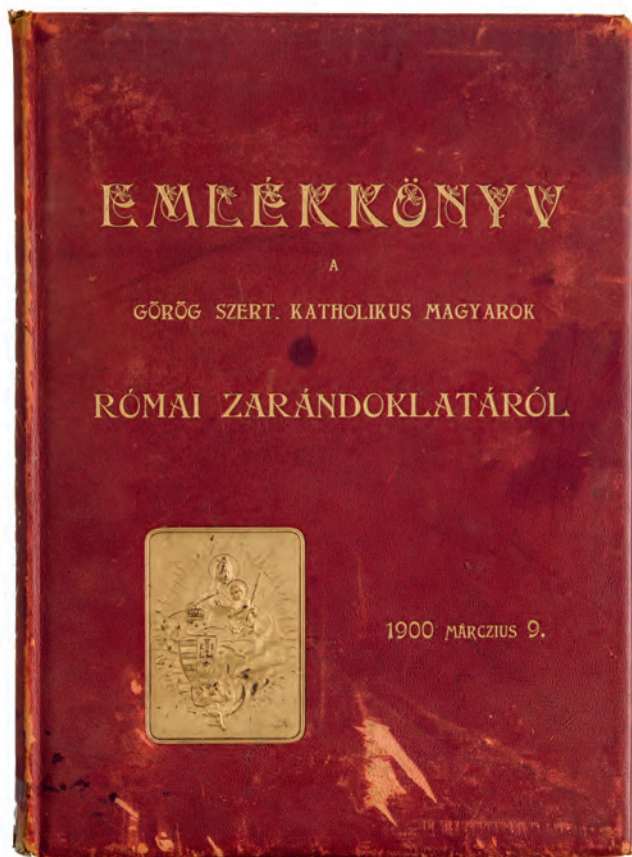 EMLÉKKÖNYV
A
GÖRÖG SZERT. KATHOLIKUS MAGYAROK
RÓMAI ZARÁNDOKLATÁRÓL
1900 MÁRCZIUS 9.